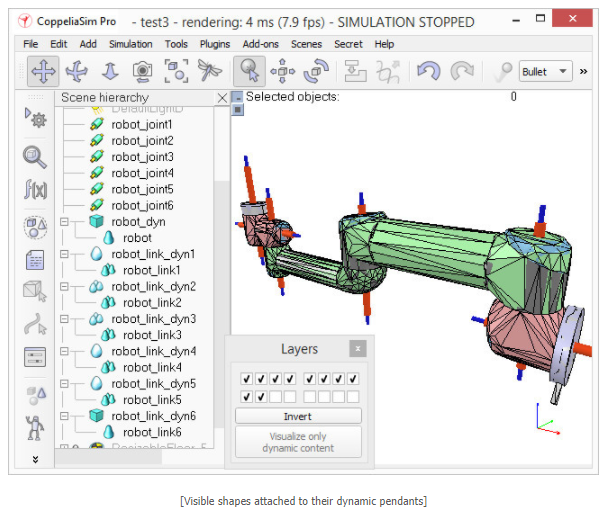 CoppeliaSim Pro - test3 - rendering: 4 ms (7.9 fps) - SIMULATION STOPPED
File Edit Add Simulation Tools Plugins Add-ons Scenes Secret Help
Bullet »
Scene hierarchy
Selected objects: 0
DefaultLightD
robot_joint1
robot_joint2
robot_joint3
robot_joint4
robot_joint5
robot_joint6
robot_dyn
robot
robot_link_dyn1
robot_link1
robot_link_dyn2
robot_link2
robot_link_dyn3
robot_link3
robot_link_dyn4
robot_link4
robot_link_dyn5
robot_link5
robot_link_dyn6
robot_link6
ResizableFloor_5
f(x)
Layers
Invert
Visualize only
dynamic content
[Visible shapes attached to their dynamic pendants]